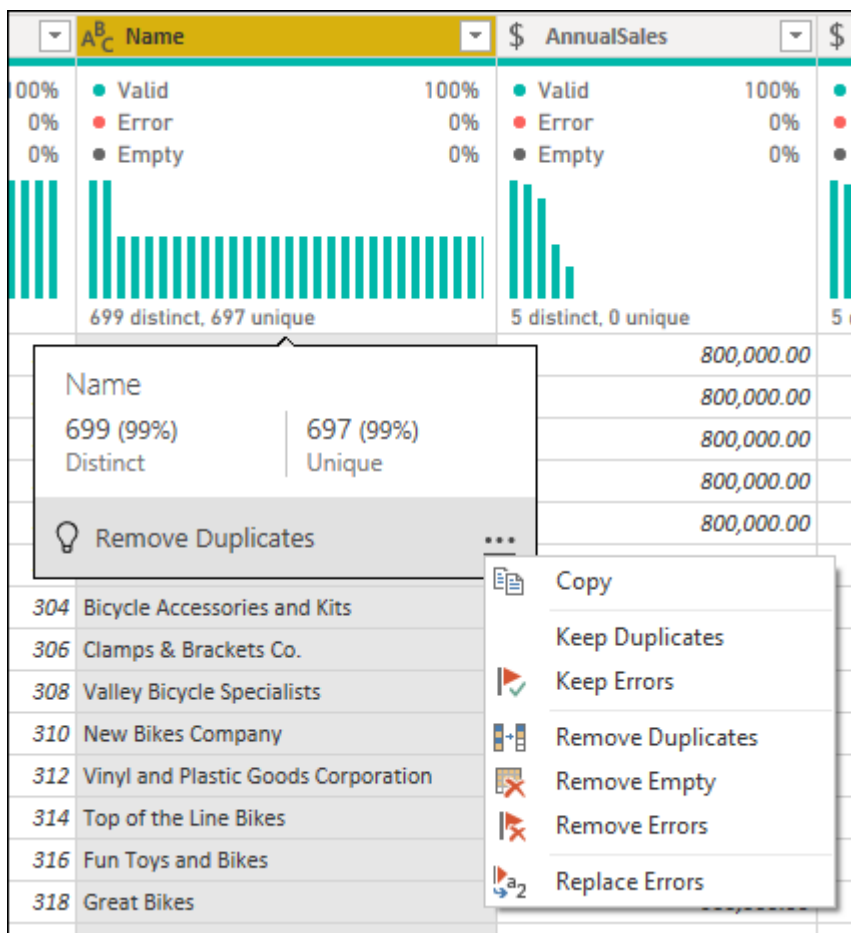 ABC Name $ AnnualSales $
100% Valid 100% Valid 100%
0% Error 0% Error 0%
0% Empty 0% Empty 0%
699 distinct, 697 unique 5 distinct, 0 unique 5
800,000.00
Name
800,000.00
699 (99%) 697 (99%)
800,000.00
Distinct Unique
800,000.00
800,000.00
Remove Duplicates ...
Copy
304 Bicycle Accessories and Kits
Keep Duplicates
306 Clamps & Brackets Co.
Keep Errors
308 Valley Bicycle Specialists
310 New Bikes Company
Remove Duplicates
312 Vinyl and Plastic Goods Corporation
Remove Empty
314 Top of the Line Bikes
Remove Errors
316 Fun Toys and Bikes
a2 Replace Errors
318 Great Bikes